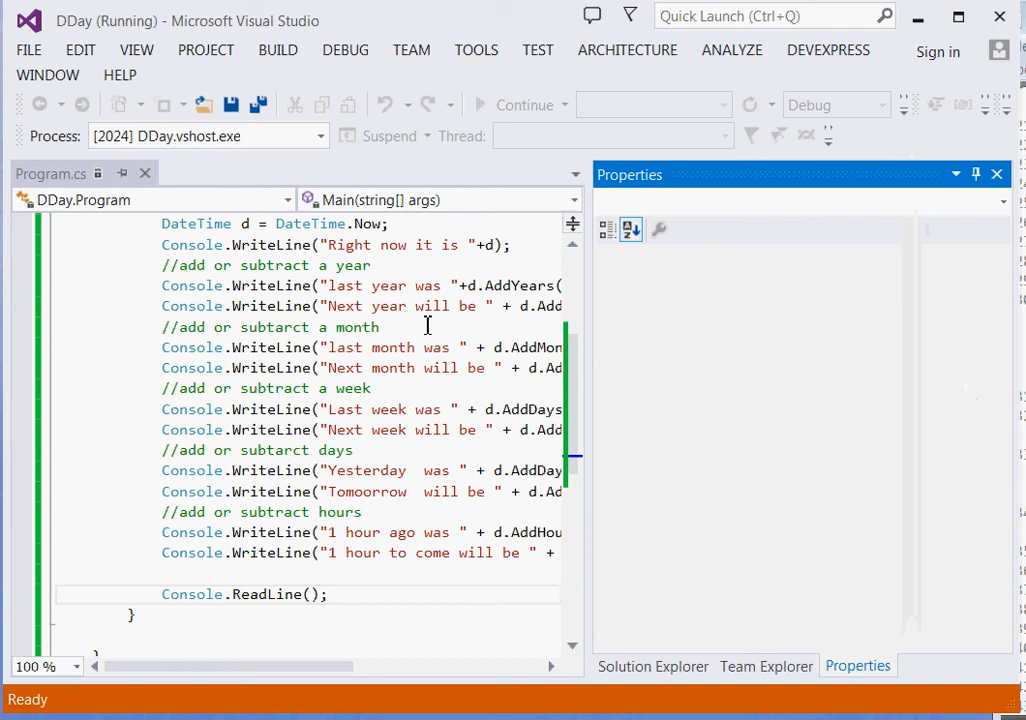 DDay (Running) - Microsoft Visual Studio
Quick Launch (Ctrl+Q)
FILE EDIT VIEW PROJECT BUILD DEBUG TEAM TOOLS TEST ARCHITECTURE ANALYZE DEVEXPRESS Sign in
WINDOW HELP
Continue Debug
Process: [2024] DDay.vshost.exe Suspend Thread:
Program.cs
Properties
DDay.Program Main(string[] args)
DateTime d = DateTime.Now;
Console.WriteLine("Right now it is "+d);
//add or subtract a year
Console.WriteLine("last year was "+d.AddYears(
Console.WriteLine("Next year will be " + d.Add
//add or subtarct a month
Console.WriteLine("last month was " + d.AddMon
Console.WriteLine("Next month will be " + d.Ad
//add or subtract a week
Console.WriteLine("Last week was " + d.AddDays
Console.WriteLine("Next week will be " + d.Add
//add or subtarct days
Console.WriteLine("Yesterday  was " + d.AddDay
Console.WriteLine("Tomoorrow  will be " + d.Ad
//add or subtract hours
Console.WriteLine("1 hour ago was " + d.AddHou
Console.WriteLine("1 hour to come will be " +
Console.ReadLine();
}
}
100 %
Solution Explorer Team Explorer Properties
Ready